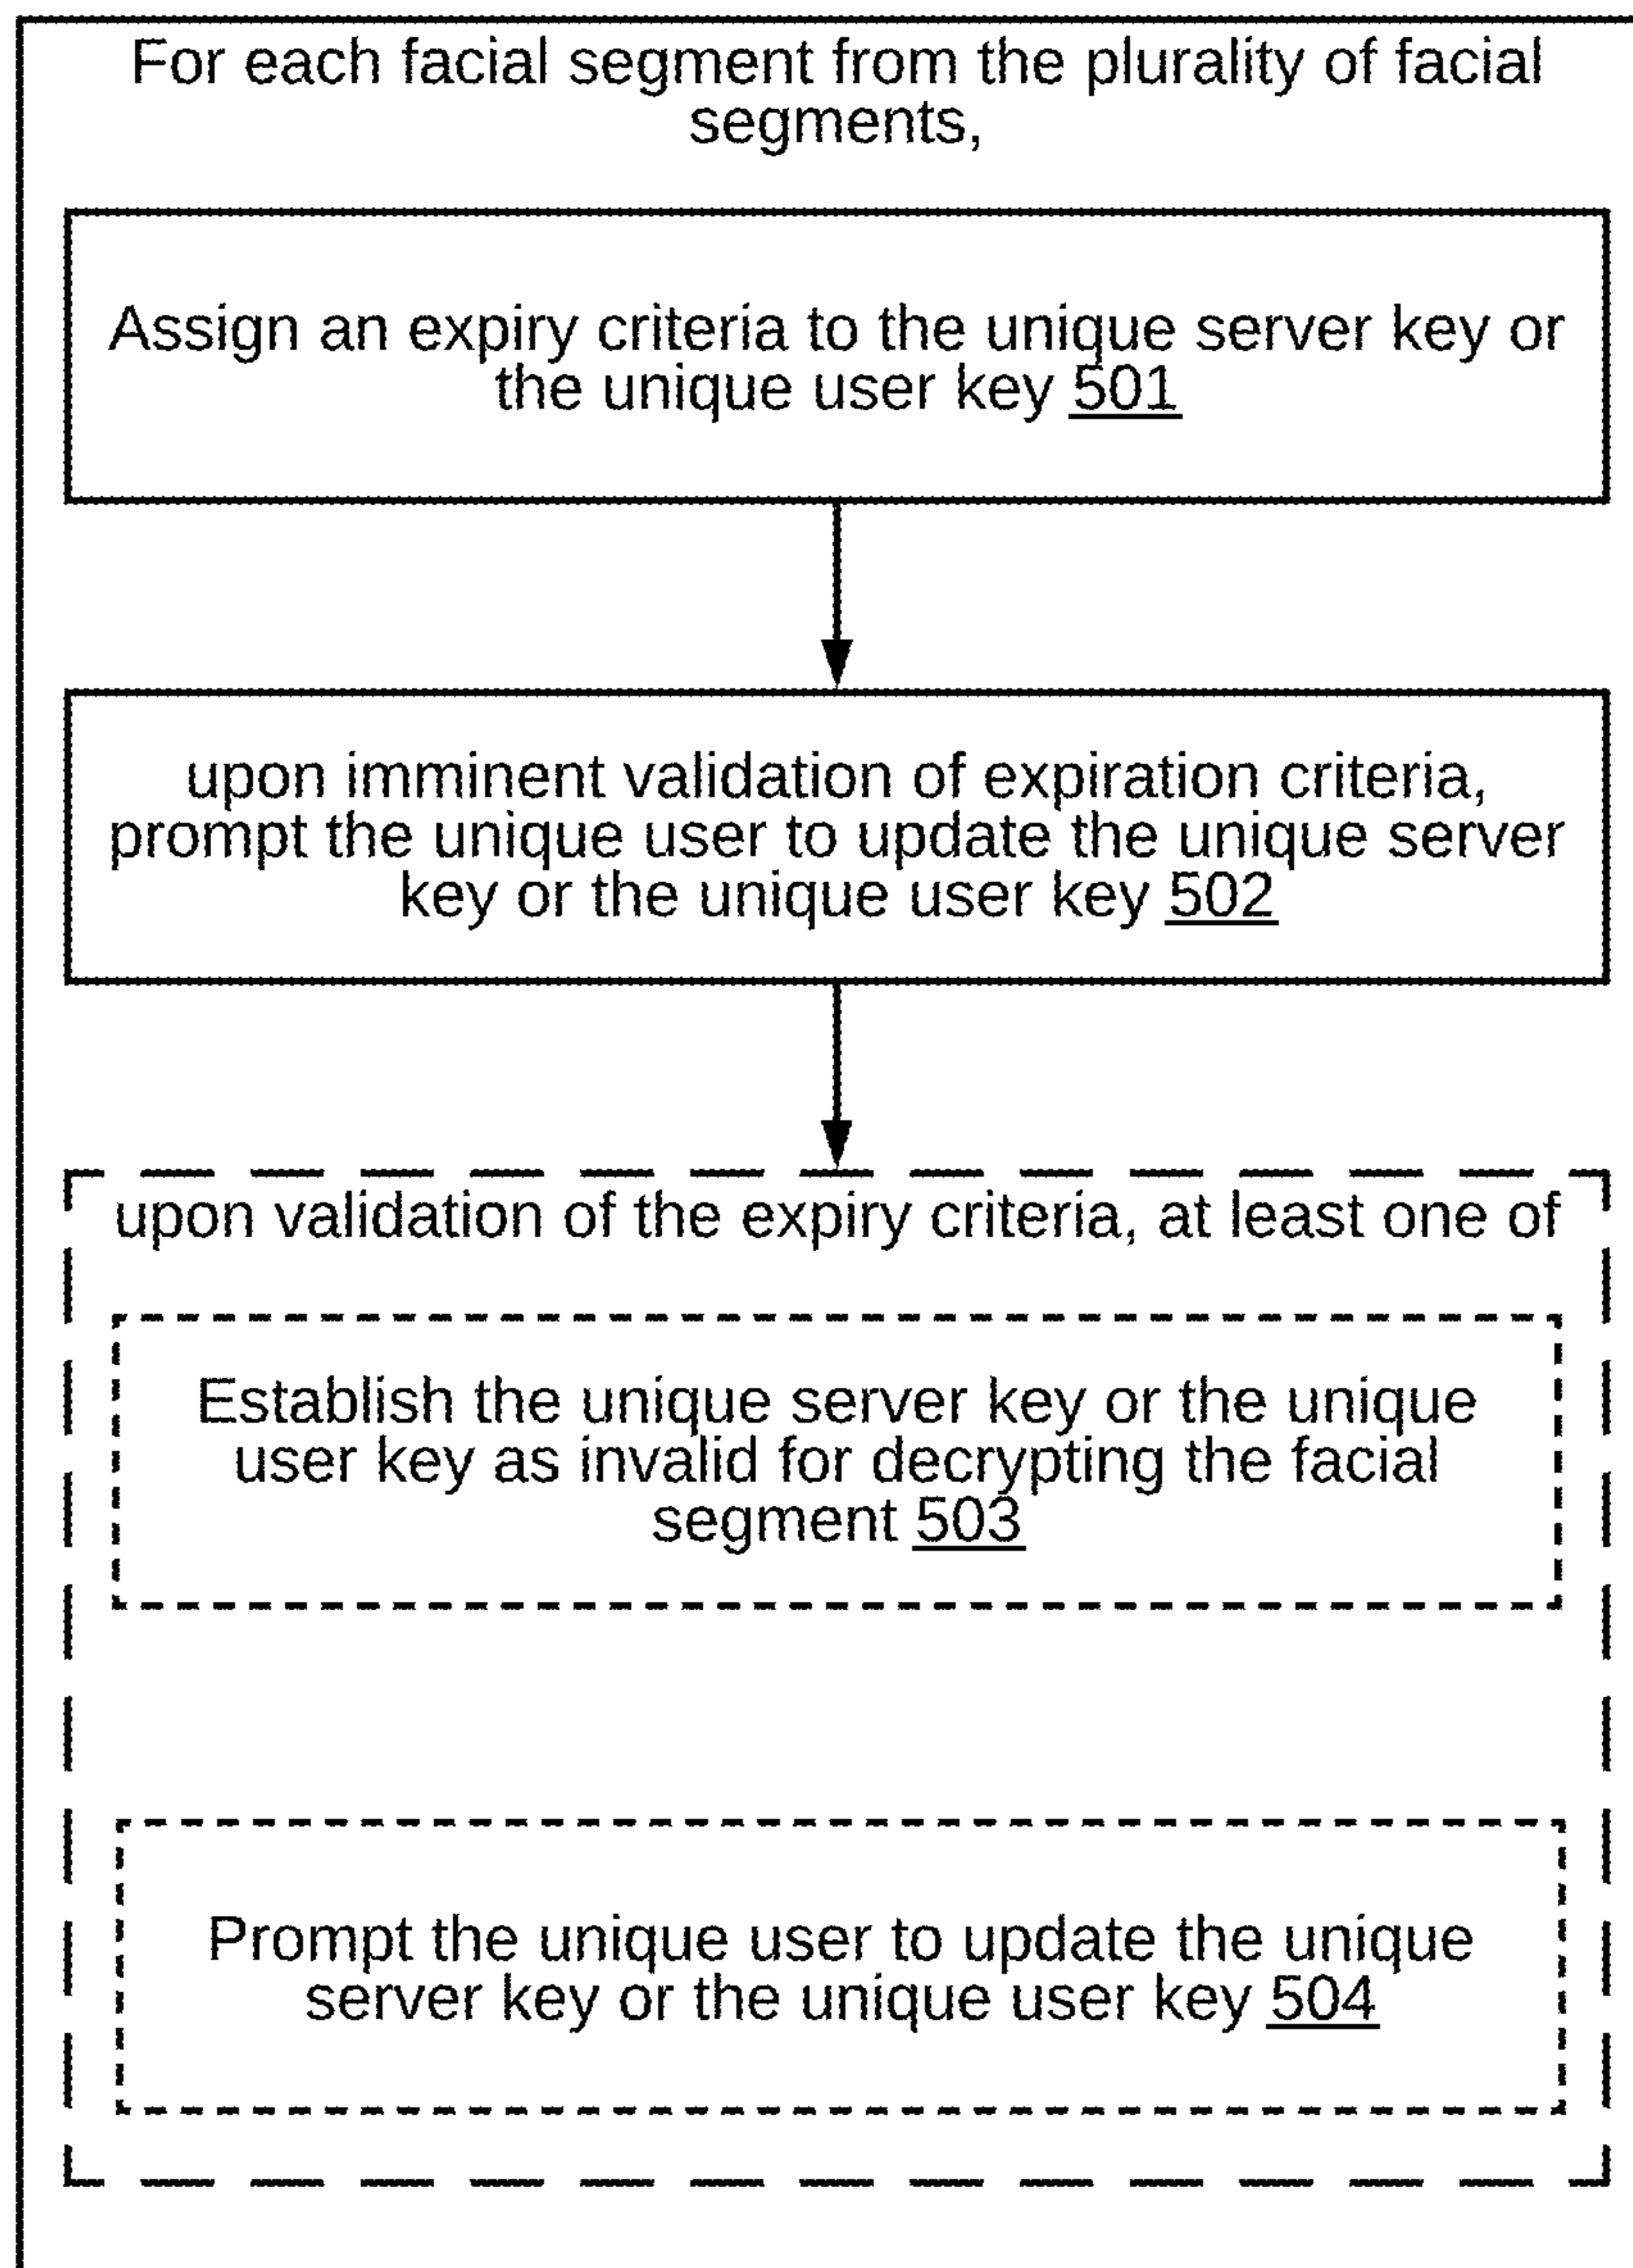 For each facial segment from the plurality of facial
segments,
Assign an expiry criteria to the unique server key or
the unique user key 501
upon imminent validation of expiration criteria,
prompt the unique user to update the unique server
key or the unique user key 502
upon validation of the expiry criteria, at least one of
Establish the unique server key or the unique
user key as invalid for decrypting the facial
segment 503
Prompt the unique user to update the unique
server key or the unique user key 504